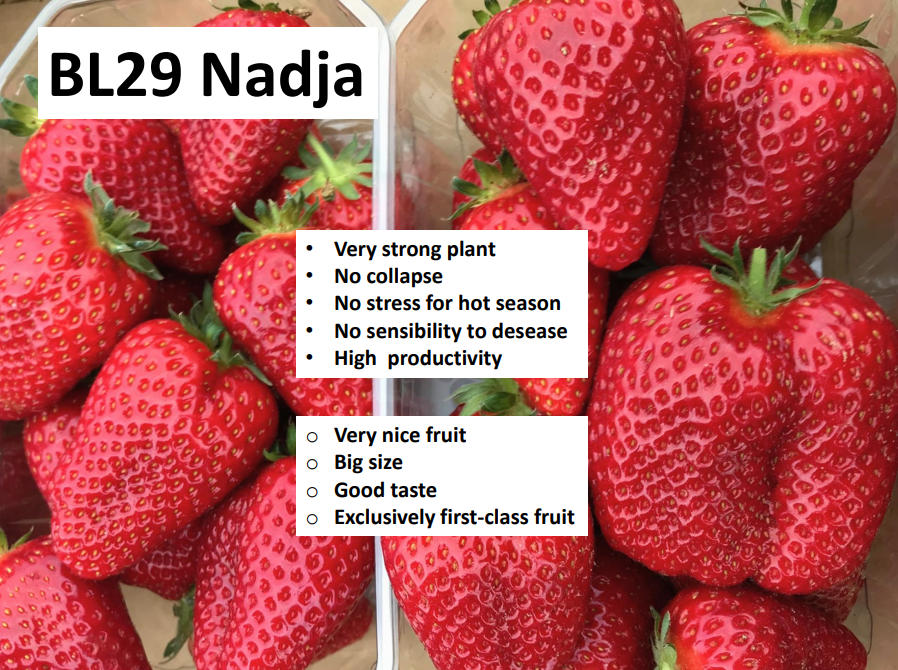 BL29 Nadja
• Very strong plant
• No collapse
• No stress for hot season
• No sensibility to desease
• High  productivity
○ Very nice fruit
○ Big size
○ Good taste
○ Exclusively first-class fruit